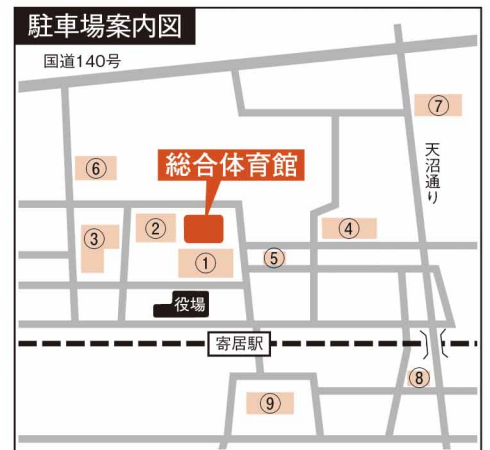 駐車場案内図
国道140号
⑦
天沼通り
⑥
総合体育館
③
②
④
①
⑤
役場
寄居駅
⑧
⑨